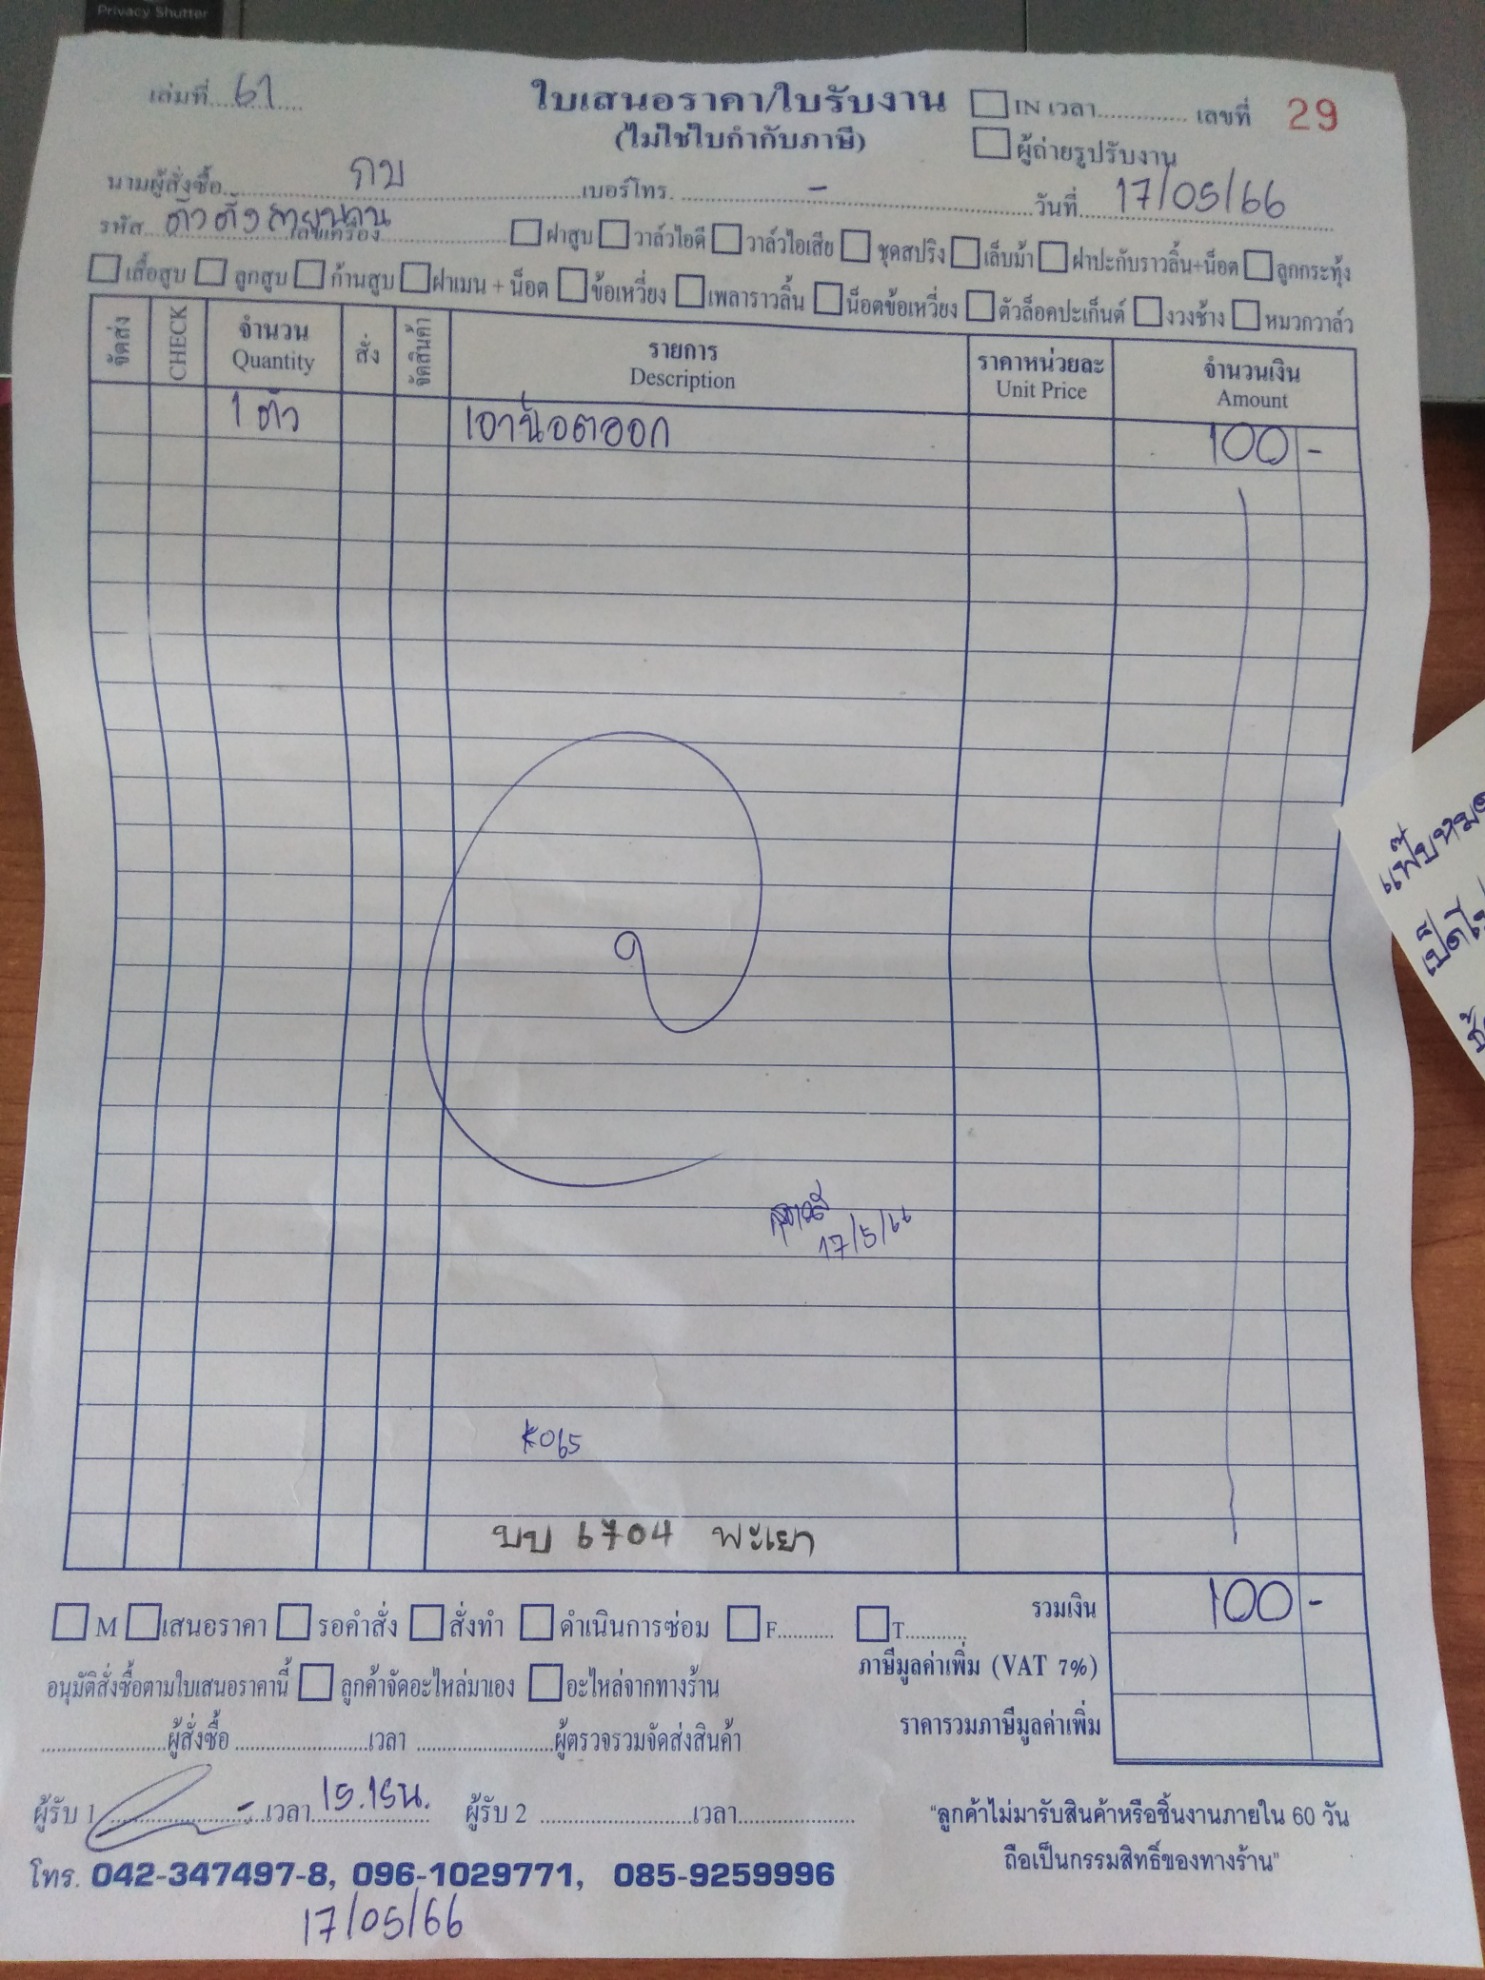 Privacy Shutter
เล่มที่ 61 ใบเสนอราคา/ใบรับงาน IN เวลา เลขที่ 29
(ไม่ใช่ใบกำกับภาษี) ผู้ถ่ายรูปรับงาน
นามผู้สั่งซื้อ กบ เบอร์โทร. - วันที่ 17/05/66
รหัส ตัวตั้งสายพาน เลขเครื่อง ฝาสูบ วาล์วไอดี วาล์วไอเสีย ชุดสปริง เล็บม้า ฝาประกับราวลิ้น+น็อต ลูกกระทุ้ง
เสื้อสูบ ลูกสูบ ก้านสูบ ฝาเมน + น็อต ข้อเหวี่ยง เพลาราวลิ้น น็อตข้อเหวี่ยง ตัวล็อคปะเก็นต์ งวงช้าง หมวกวาล์ว
จัดส่ง CHECK จำนวน Quantity สั่ง จัดสินค้า รายการ Description ราคาหน่วยละ Unit Price จำนวนเงิน Amount
1 ตัว เอาน็อตออก 100 -
แฟ๊บหมด
17/5/66
K065
บบ 6704 พะเยา
รวมเงิน 100 -
M เสนอราคา รอคำสั่ง สั่งทำ ดำเนินการซ่อม F T
ภาษีมูลค่าเพิ่ม (VAT 7%)
อนุมัติสั่งซื้อตามใบเสนอราคานี้ ลูกค้าจัดอะไหล่มาเอง อะไหล่จากทางร้าน
ราคารวมภาษีมูลค่าเพิ่ม
ผู้สั่งซื้อ เวลา ผู้ตรวจรวมจัดส่งสินค้า
ผู้รับ 1 เวลา 15.15น. ผู้รับ 2 เวลา
"ลูกค้าไม่มารับสินค้าหรือชิ้นงานภายใน 60 วัน
ถือเป็นกรรมสิทธิ์ของทางร้าน"
โทร. 042-347497-8, 096-1029771, 085-9259996
17/05/66